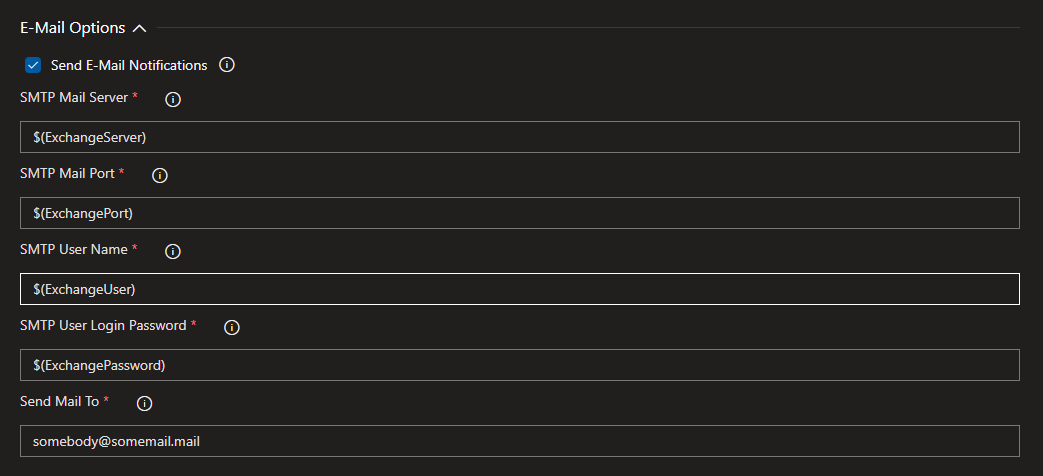 E-Mail Options
Send E-Mail Notifications
SMTP Mail Server *
$(ExchangeServer)
SMTP Mail Port *
$(ExchangePort)
SMTP User Name *
$(ExchangeUser)
SMTP User Login Password *
$(ExchangePassword)
Send Mail To *
somebody@somemail.mail